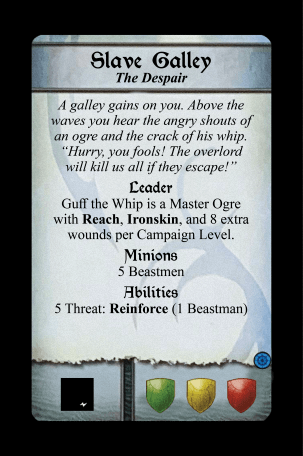 Slave Galley
The Despair
A galley gains on you. Above the
waves you hear the angry shouts of
an ogre and the crack of his whip.
“Hurry, you fools! The overlord
will kill us all if they escape!”
Leader
Guff the Whip is a Master Ogre
with Reach, Ironskin, and 8 extra
wounds per Campaign Level.
Minions
5 Beastmen
Abilities
5 Threat: Reinforce (1 Beastman)